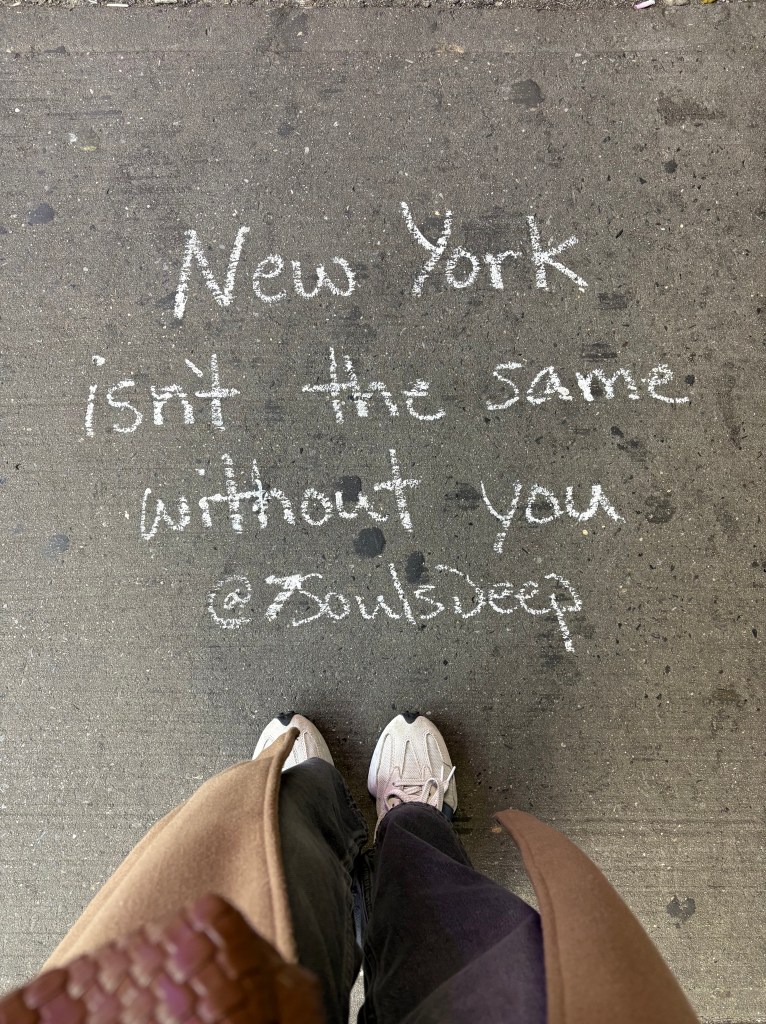 New York
isn't the same
without you
@7SoulsDeep